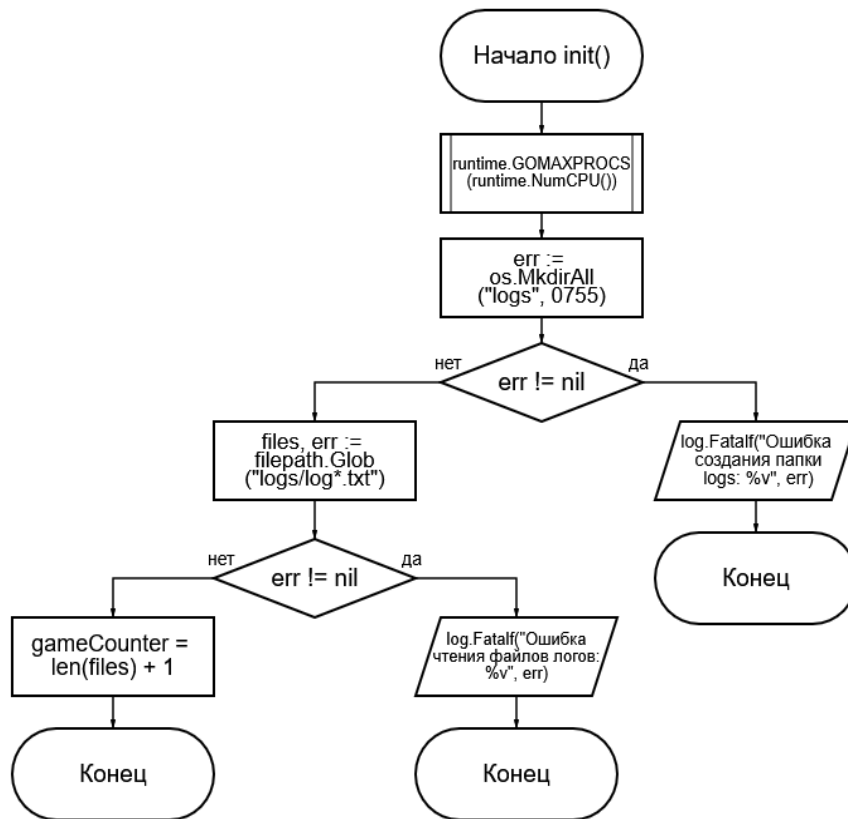 Начало init()
runtime.GOMAXPROCS
(runtime.NumCPU())
err :=
os.MkdirAll
("logs", 0755)
нет
да
err != nil
files, err :=
filepath.Glob
("logs/log*.txt")
log.Fatalf("Ошибка
создания папки
logs: %v", err)
нет
да
err != nil
Конец
gameCounter =
len(files) + 1
log.Fatalf("Ошибка
чтения файлов логов:
%v", err)
Конец
Конец